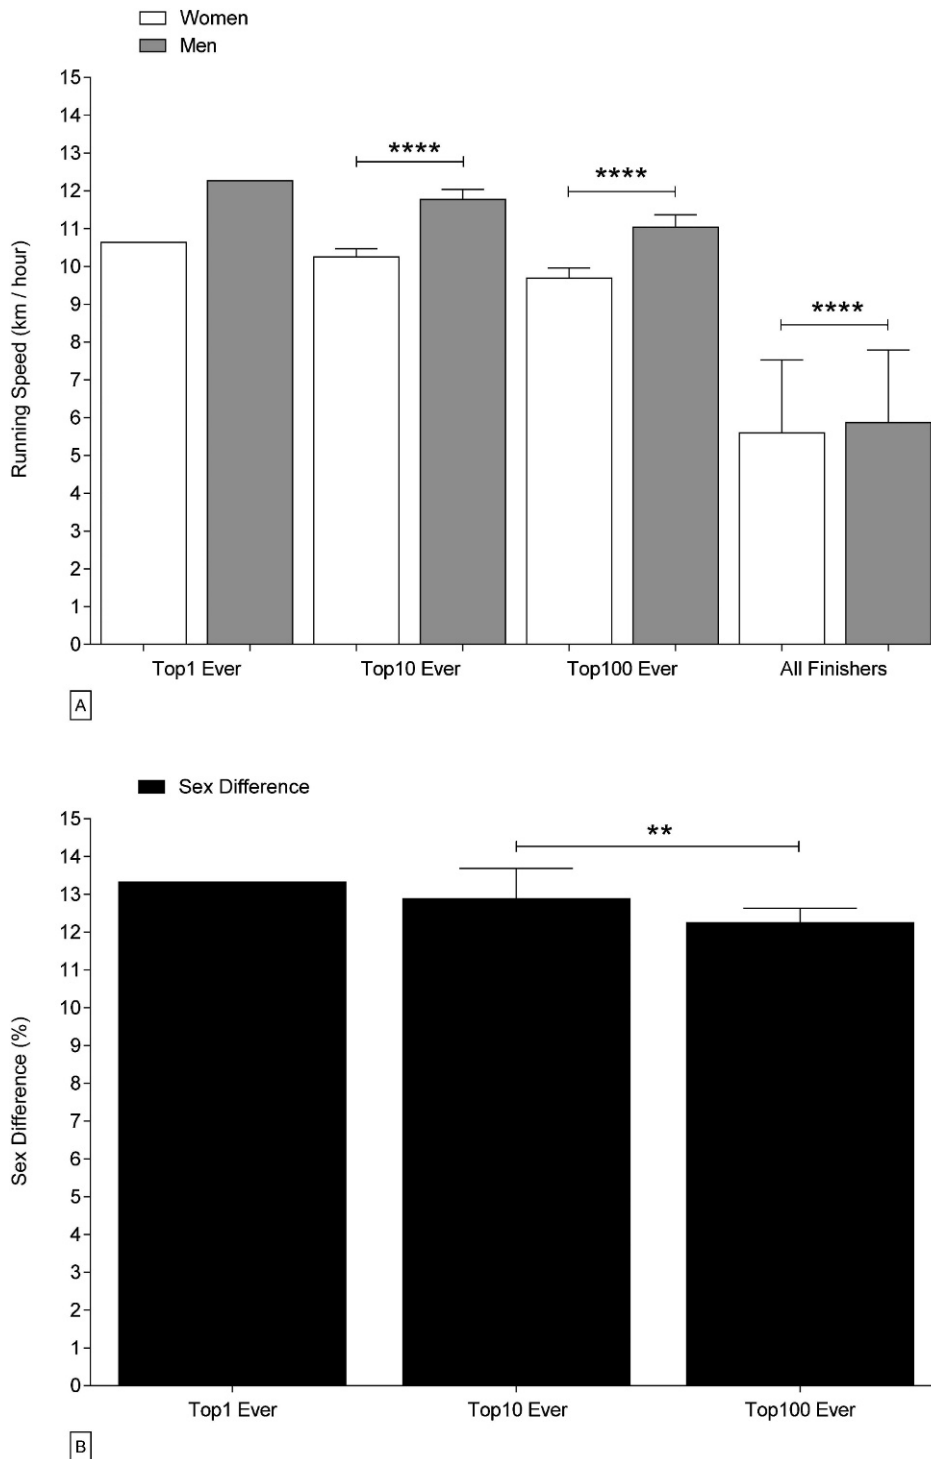 Women
Men
15
14
13
12
11
10
9
8
7
6
5
4
3
2
1
0
Running Speed (km / hour)
****
****
****
Top1 Ever
Top10 Ever
Top100 Ever
All Finishers
A
Sex Difference
15
14
13
12
11
10
9
8
7
6
5
4
3
2
1
0
Sex Difference (%)
**
Top1 Ever
Top10 Ever
Top100 Ever
B